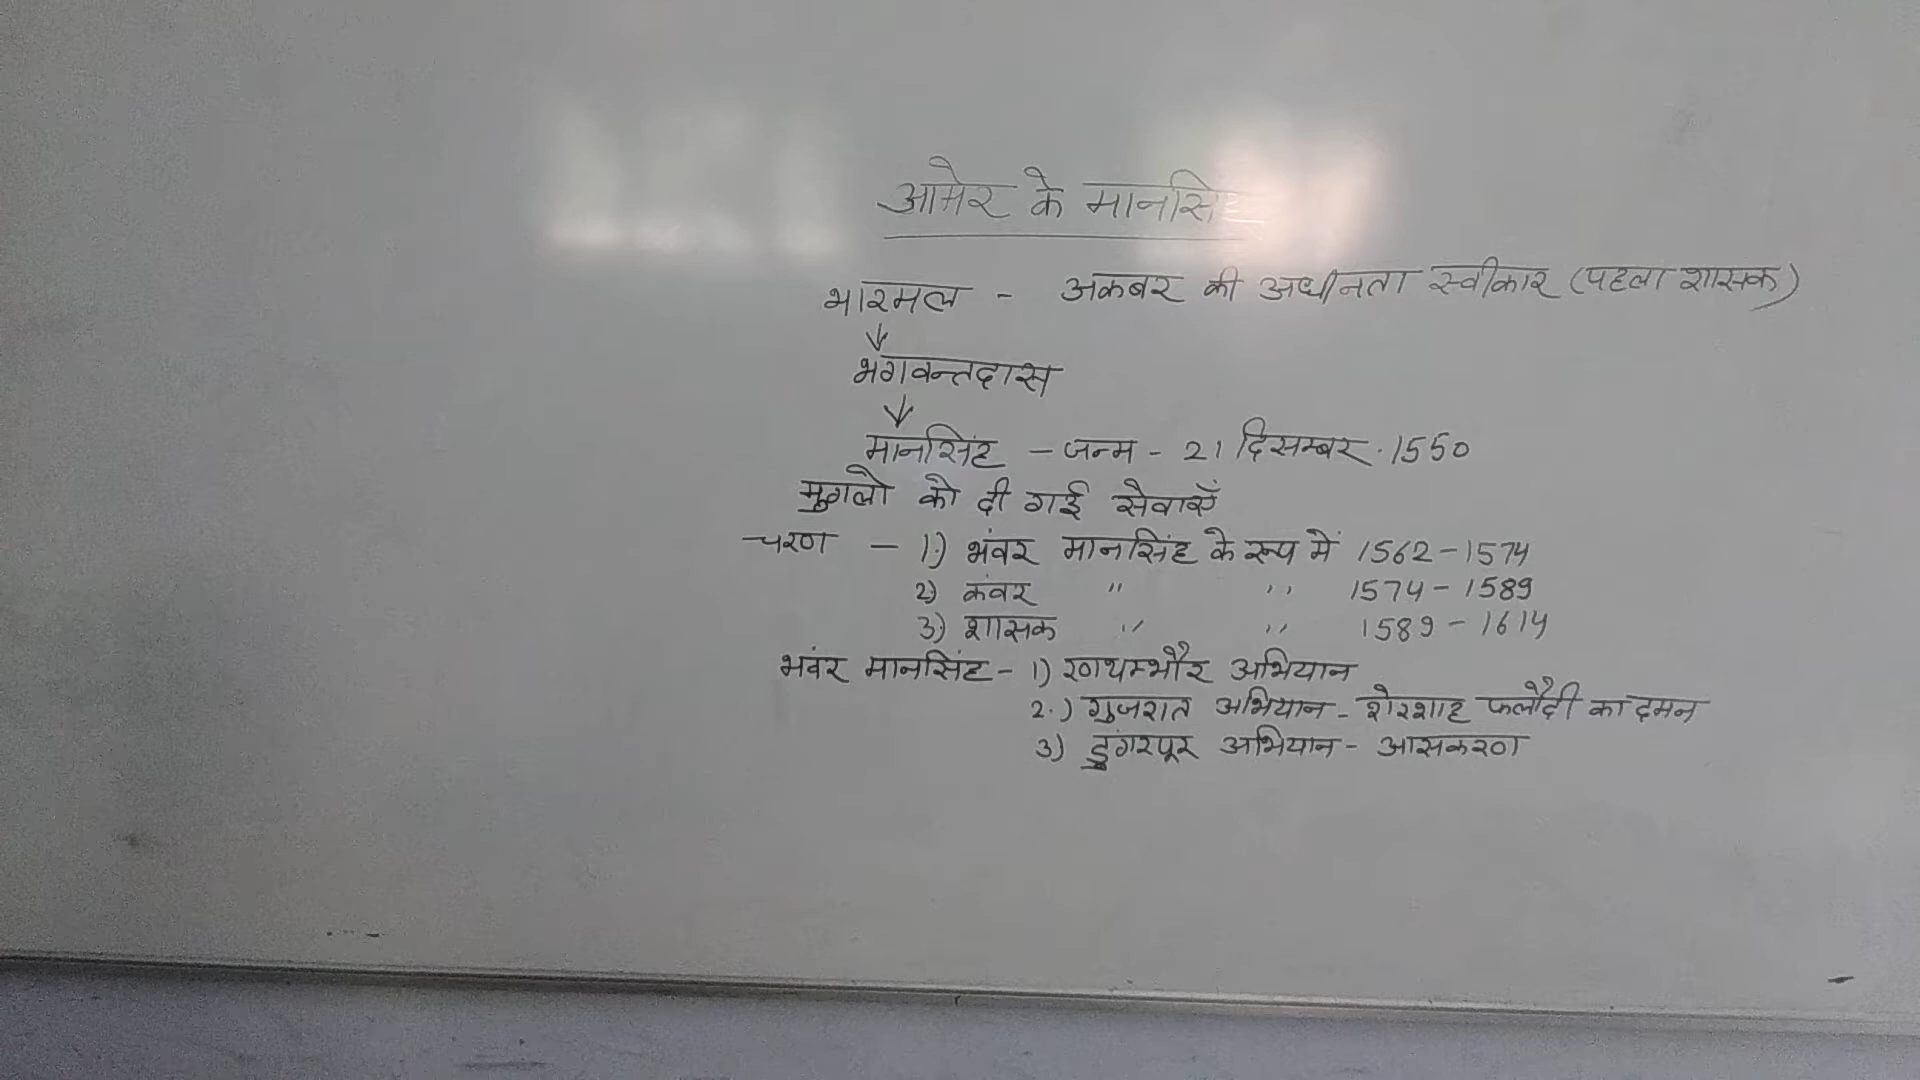 आमेर के मानसिंह
भारमल - अकबर की अधीनता स्वीकार (पहला शासक)
↓
भगवन्तदास
↓
मानसिंह - जन्म - 21 दिसम्बर. 1550
मुगलो को दी गई सेवाएँ
चरण - 1.) भंवर मानसिंह के रूप में 1562-1574
2) कंवर " " 1574-1589
3.) शासक " " 1589-1614
भवंर मानसिंह - 1) रणथम्भौर अभियान
2.) गुजरात अभियान - शेरशाह फलौदी का दमन
3) डुंगरपूर अभियान - आसकरण